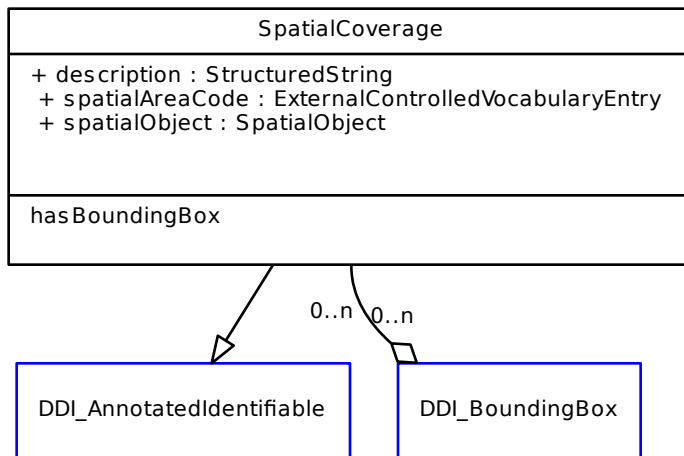 SpatialCoverage
+ description : StructuredString
+ spatialAreaCode : ExternalControlledVocabularyEntry
+ spatialObject : SpatialObject
hasBoundingBox
0..n 0..n
DDI_AnnotatedIdentifiable
DDI_BoundingBox